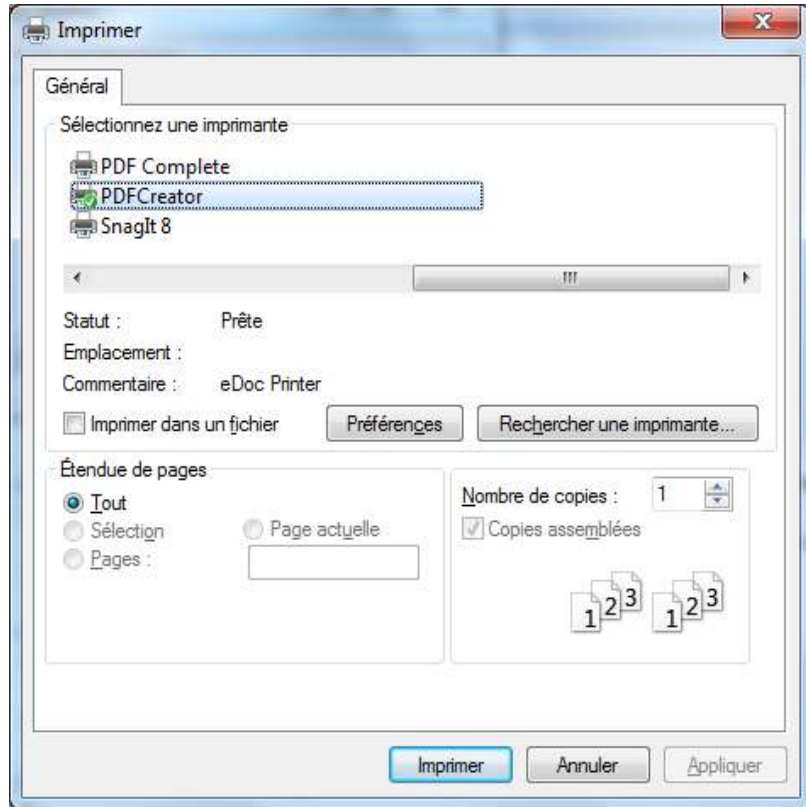 Imprimer
Général
Sélectionnez une imprimante
PDF Complete
PDFCreator
SnagIt 8
Statut : Prête
Emplacement :
Commentaire : eDoc Printer
Imprimer dans un fichier Préférences Rechercher une imprimante...
Étendue de pages
Tout
Sélection Page actuelle
Pages :
Nombre de copies : 1
Copies assemblées
1 2 3 1 2 3
Imprimer Annuler Appliquer